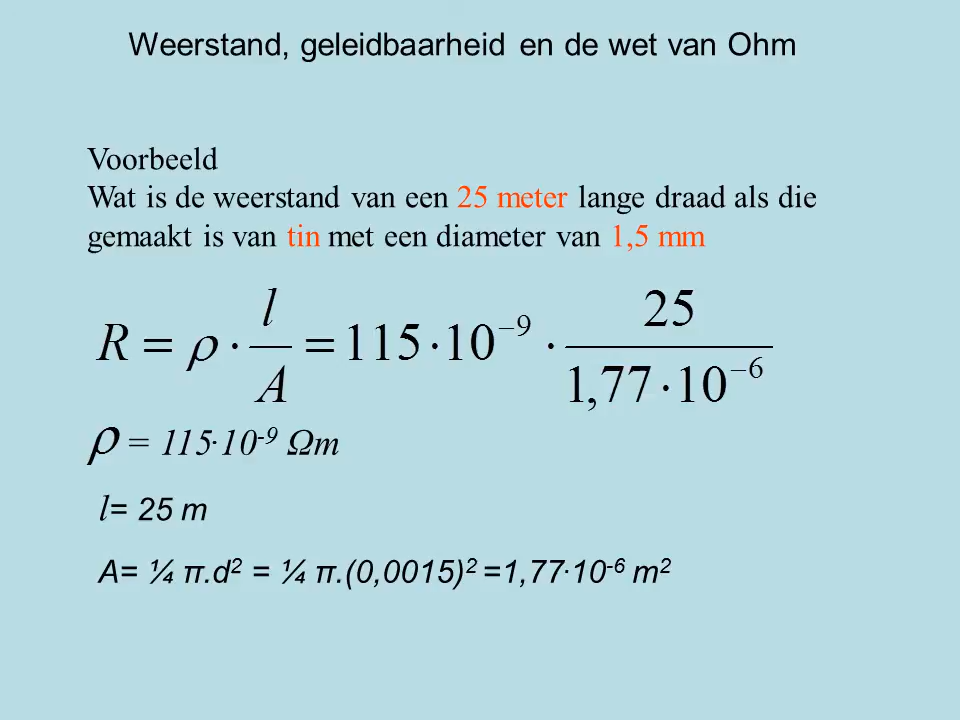 Weerstand, geleidbaarheid en de wet van Ohm
Voorbeeld
Wat is de weerstand van een 25 meter lange draad als die
gemaakt is van tin met een diameter van 1,5 mm
R = ρ · l/A = 115·10⁻⁹ · 25/1,77·10⁻⁶
ρ = 115·10⁻⁹ Ωm
l= 25 m
A= ¼ π.d² = ¼ π.(0,0015)² =1,77·10⁻⁶ m²